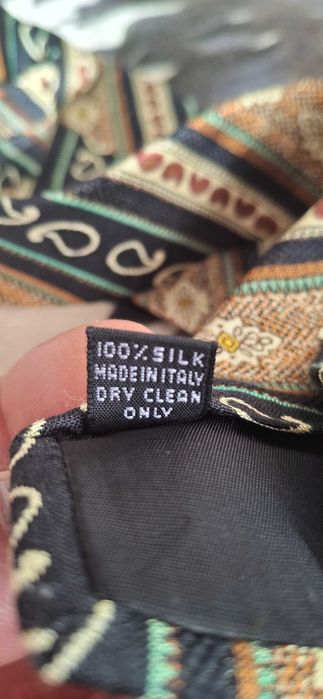 100% SILK
MADE IN ITALY
DRY CLEAN
ONLY